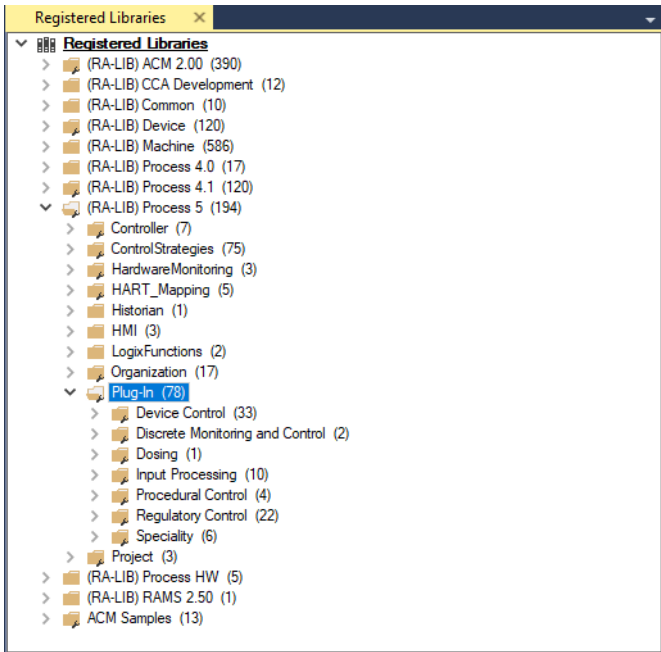 Registered Libraries
Registered Libraries
(RA-LIB) ACM 2.00 (390)
(RA-LIB) CCA Development (12)
(RA-LIB) Common (10)
(RA-LIB) Device (120)
(RA-LIB) Machine (586)
(RA-LIB) Process 4.0 (17)
(RA-LIB) Process 4.1 (120)
(RA-LIB) Process 5 (194)
Controller (7)
ControlStrategies (75)
HardwareMonitoring (3)
HART_Mapping (5)
Historian (1)
HMI (3)
LogixFunctions (2)
Organization (17)
Plug-In (78)
Device Control (33)
Discrete Monitoring and Control (2)
Dosing (1)
Input Processing (10)
Procedural Control (4)
Regulatory Control (22)
Speciality (6)
Project (3)
(RA-LIB) Process HW (5)
(RA-LIB) RAMS 2.50 (1)
ACM Samples (13)